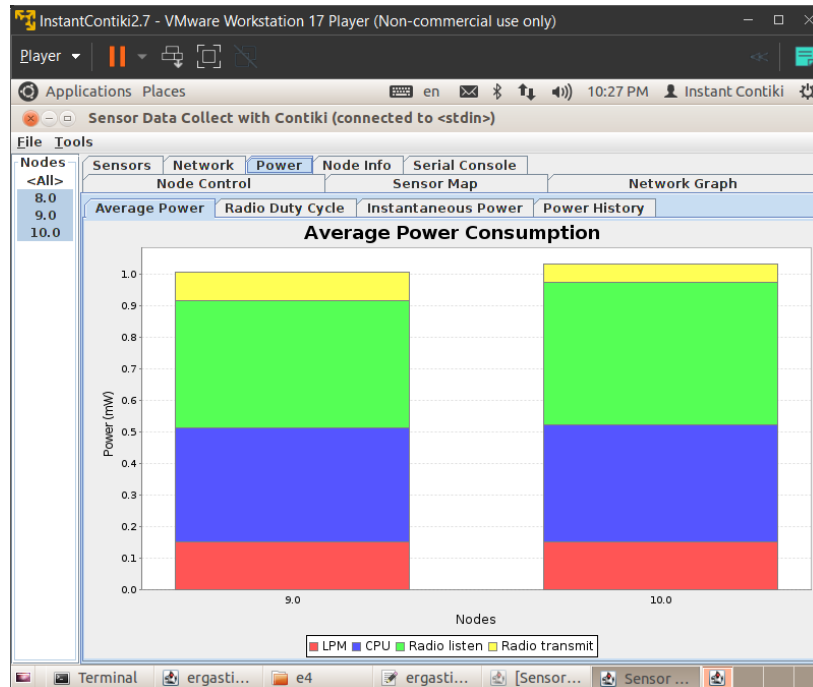 InstantContiki2.7 - VMware Workstation 17 Player (Non-commercial use only)
Player
Applications Places en 10:27 PM Instant Contiki
Sensor Data Collect with Contiki (connected to <stdin>)
File Tools
Nodes
<All>
8.0
9.0
10.0
Sensors Network Power Node Info Serial Console
Node Control Sensor Map Network Graph
Average Power Radio Duty Cycle Instantaneous Power Power History
Average Power Consumption
1.0
0.9
0.8
0.7
0.6
0.5
0.4
0.3
0.2
0.1
0.0
Power (mW)
9.0 10.0
Nodes
LPM CPU Radio listen Radio transmit
Terminal ergasti... e4 ergasti... [Sensor... Sensor ...